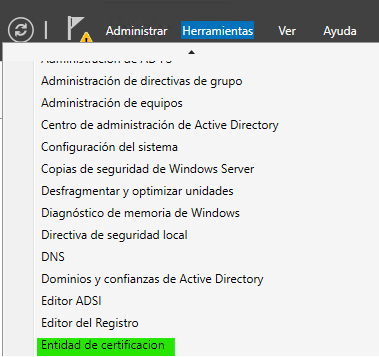 Administrar Herramientas Ver Ayuda
Administración de directivas de grupo
Administración de equipos
Centro de administración de Active Directory
Configuración del sistema
Copias de seguridad de Windows Server
Desfragmentar y optimizar unidades
Diagnóstico de memoria de Windows
Directiva de seguridad local
DNS
Dominios y confianzas de Active Directory
Editor ADSI
Editor del Registro
Entidad de certificacion